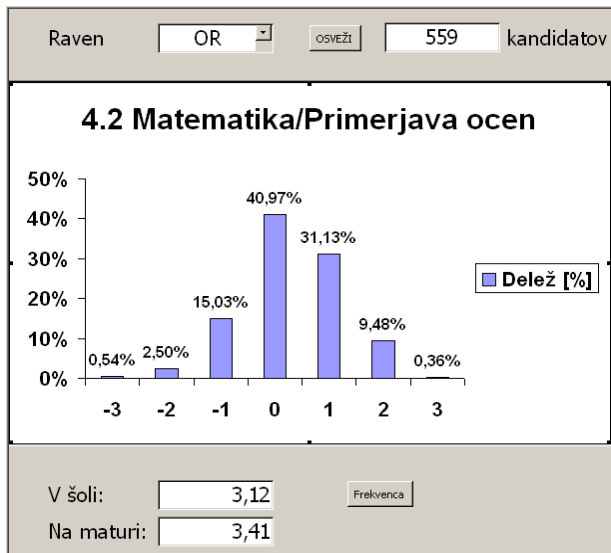 Raven OR OSVEŽI 559 kandidatov
4.2 Matematika/Primerjava ocen
50%
40%
30%
20%
10%
0%
0,54%
2,50%
15,03%
40,97%
31,13%
9,48%
0,36%
-3 -2 -1 0 1 2 3
Delež [%]
V šoli: 3,12 Frekvenca
Na maturi: 3,41